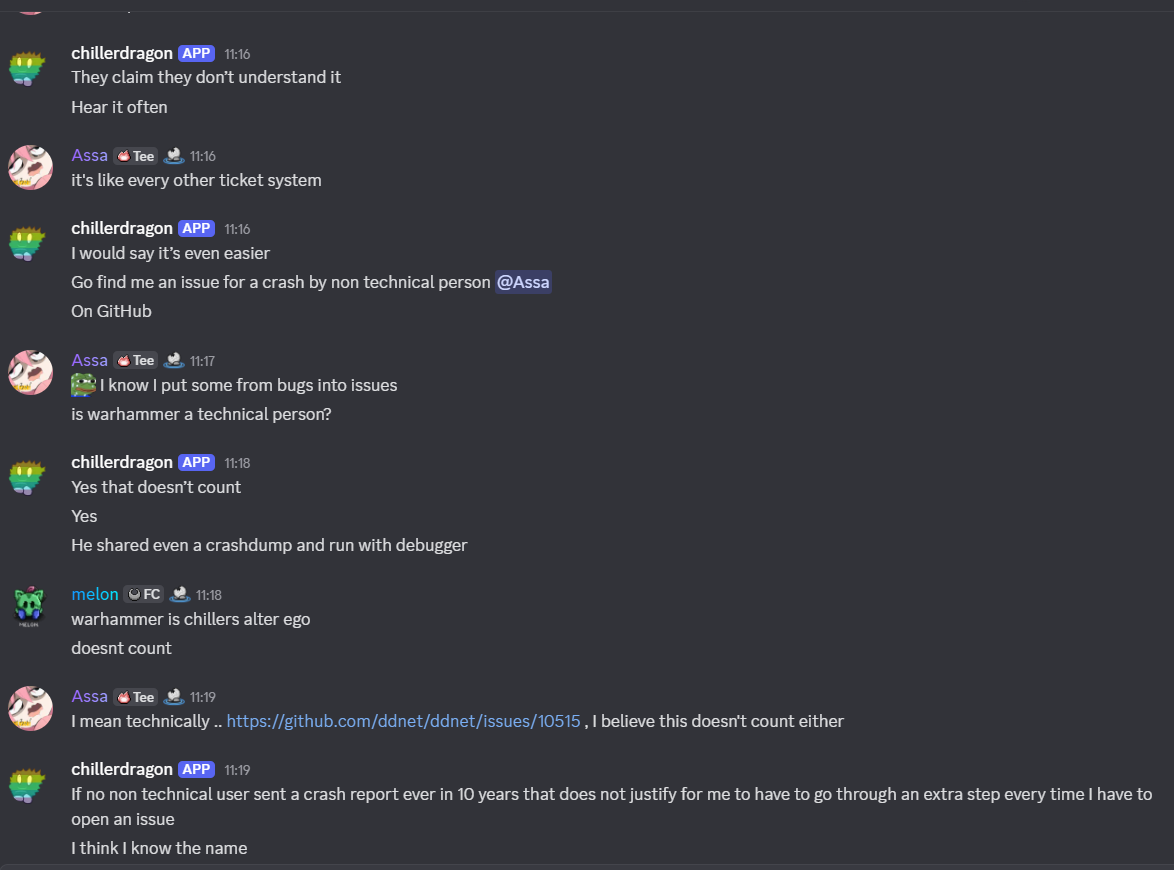 chillerdragon APP 11:16
They claim they don’t understand it
Hear it often
Assa Tee 11:16
it's like every other ticket system
chillerdragon APP 11:16
I would say it’s even easier
Go find me an issue for a crash by non technical person @Assa
On GitHub
Assa Tee 11:17
I know I put some from bugs into issues
is warhammer a technical person?
chillerdragon APP 11:18
Yes that doesn’t count
Yes
He shared even a crashdump and run with debugger
melon FC 11:18
warhammer is chillers alter ego
doesnt count
Assa Tee 11:19
I mean technically .. https://github.com/ddnet/ddnet/issues/10515 , I believe this doesn't count either
chillerdragon APP 11:19
If no non technical user sent a crash report ever in 10 years that does not justify for me to have to go through an extra step every time I have to
open an issue
I think I know the name